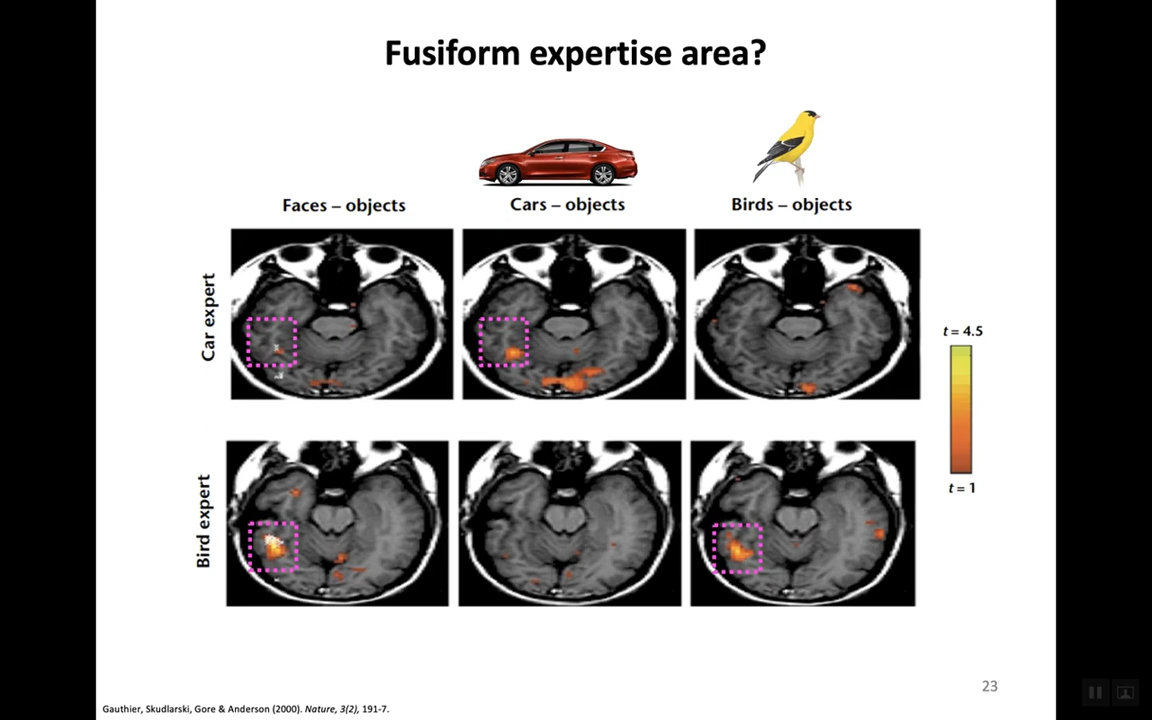 Fusiform expertise area?
Faces – objects
Cars – objects
Birds – objects
Car expert
t = 4.5
t = 1
Bird expert
23
Gauthier, Skudlarski, Gore & Anderson (2000). Nature, 3(2), 191-7.